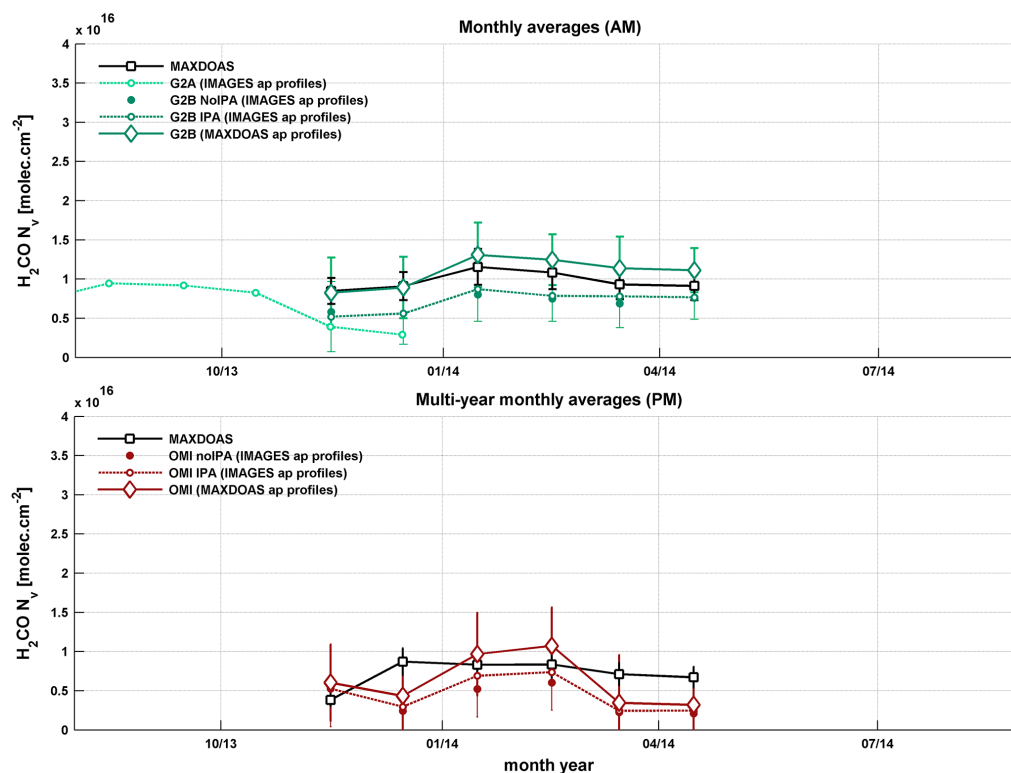 Monthly averages (AM)
x 10^16
4
3.5
3
2.5
2
1.5
1
0.5
0
H_2CO N_v [molec.cm^-2]
MAXDOAS
G2A (IMAGES ap profiles)
G2B NoIPA (IMAGES ap profiles)
G2B IPA (IMAGES ap profiles)
G2B (MAXDOAS ap profiles)
10/13 01/14 04/14 07/14
Multi-year monthly averages (PM)
x 10^16
4
3.5
3
2.5
2
1.5
1
0.5
0
H_2CO N_v [molec.cm^-2]
MAXDOAS
OMI noIPA (IMAGES ap profiles)
OMI IPA (IMAGES ap profiles)
OMI (MAXDOAS ap profiles)
10/13 01/14 04/14 07/14
month year